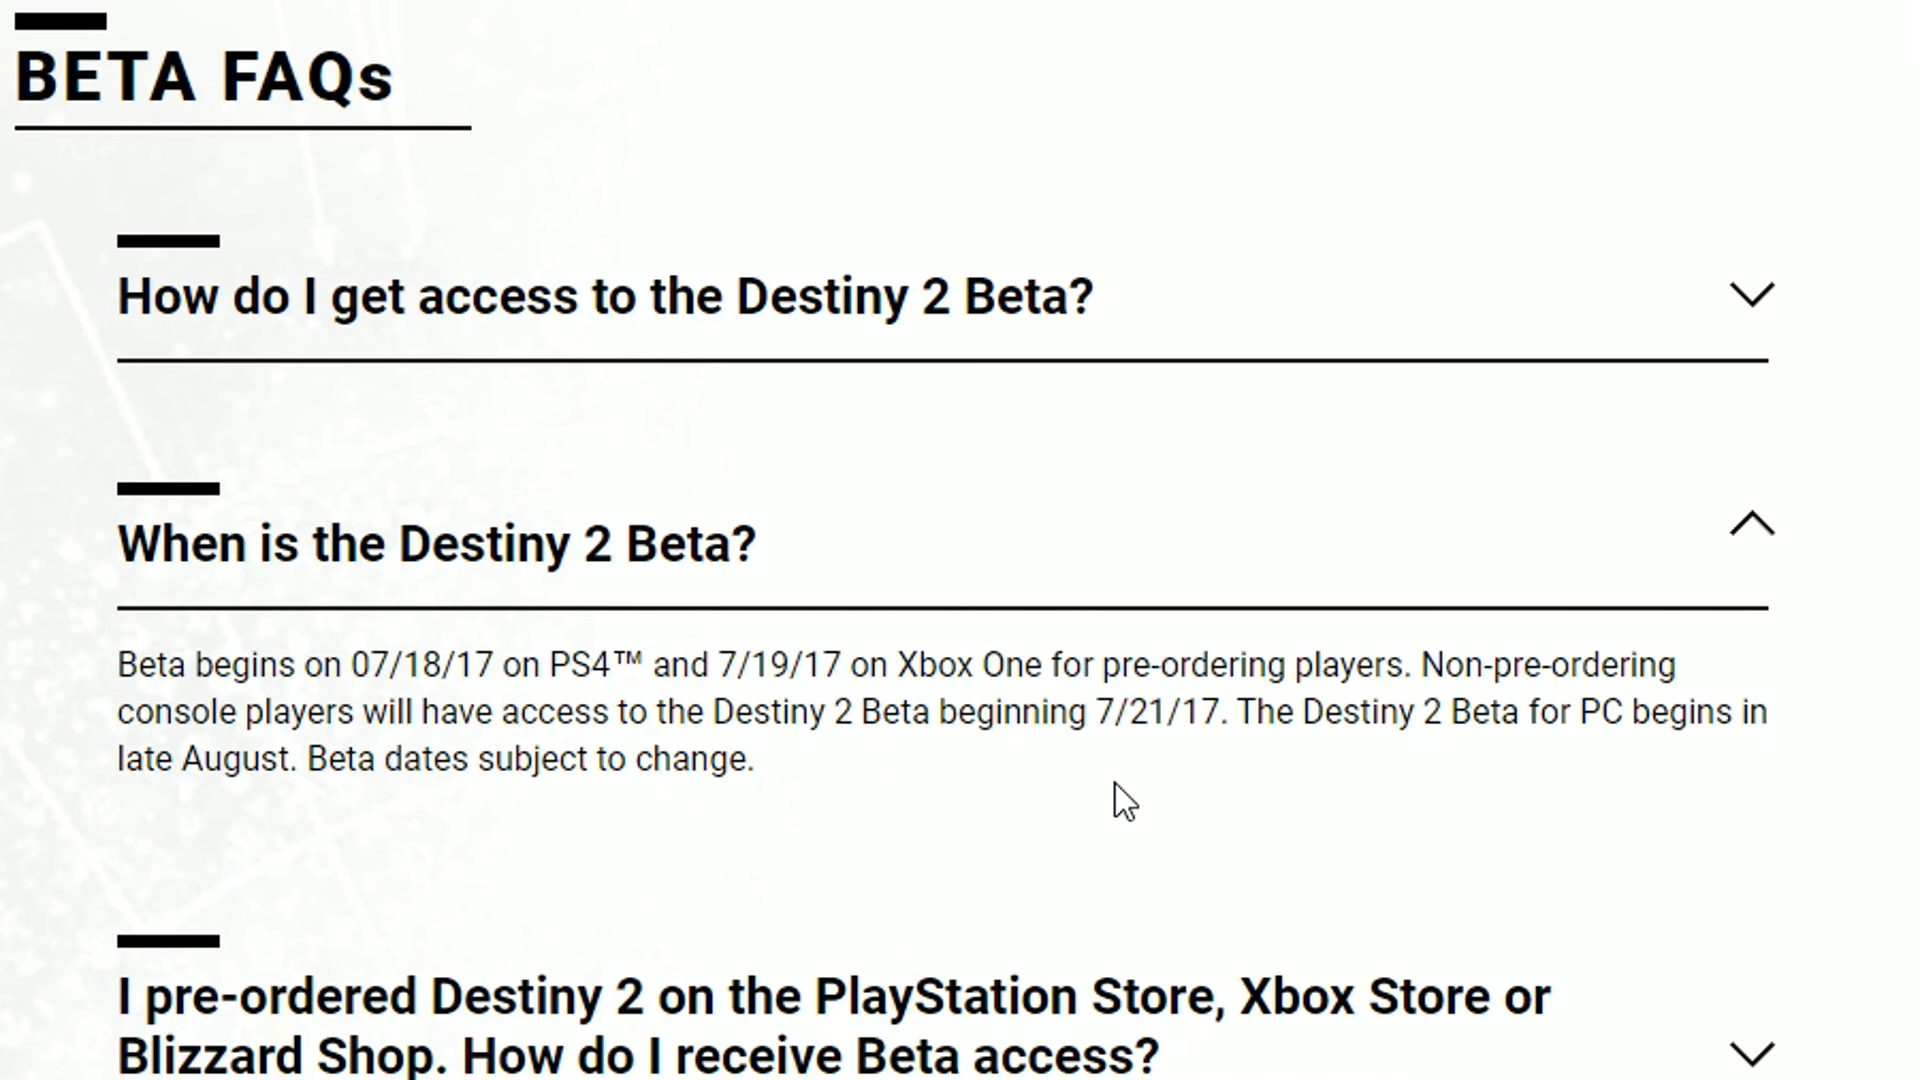 BETA FAQs
How do I get access to the Destiny 2 Beta?
When is the Destiny 2 Beta?
Beta begins on 07/18/17 on PS4™ and 7/19/17 on Xbox One for pre-ordering players. Non-pre-ordering
console players will have access to the Destiny 2 Beta beginning 7/21/17. The Destiny 2 Beta for PC begins in
late August. Beta dates subject to change.
I pre-ordered Destiny 2 on the PlayStation Store, Xbox Store or
Blizzard Shop. How do I receive Beta access?